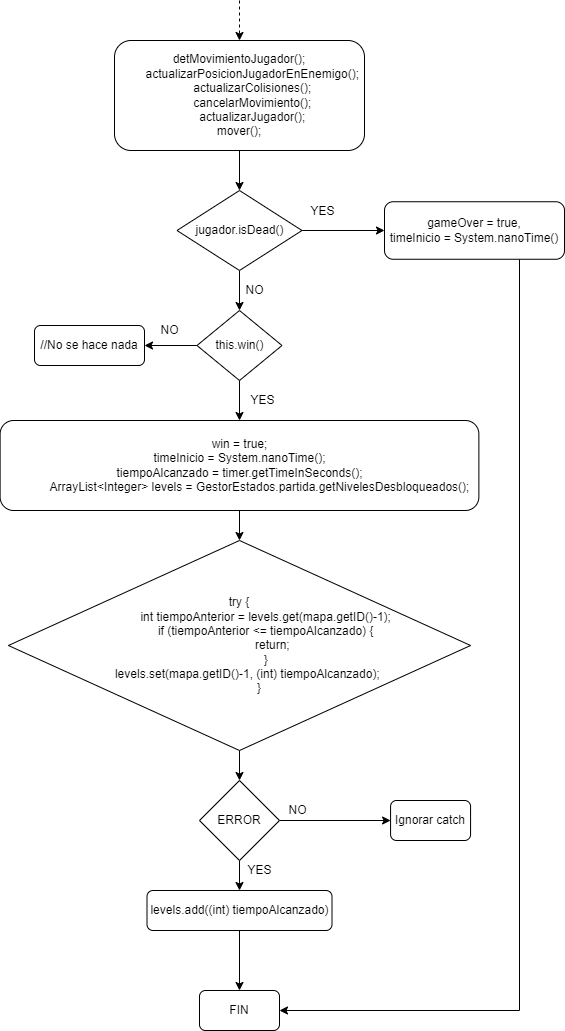 detMovimientoJugador();
actualizarPosicionJugadorEnEnemigo();
actualizarColisiones();
cancelarMovimiento();
actualizarJugador();
mover();
jugador.isDead()
YES
gameOver = true,
timeInicio = System.nanoTime()
NO
this.win()
NO
//No se hace nada
YES
win = true;
timeInicio = System.nanoTime();
tiempoAlcanzado = timer.getTimeInSeconds();
ArrayList<Integer> levels = GestorEstados.partida.getNivelesDesbloqueados();
try {
int tiempoAnterior = levels.get(mapa.getID()-1);
if (tiempoAnterior <= tiempoAlcanzado) {
return;
}
levels.set(mapa.getID()-1, (int) tiempoAlcanzado);
}
ERROR
NO
Ignorar catch
YES
levels.add((int) tiempoAlcanzado)
FIN